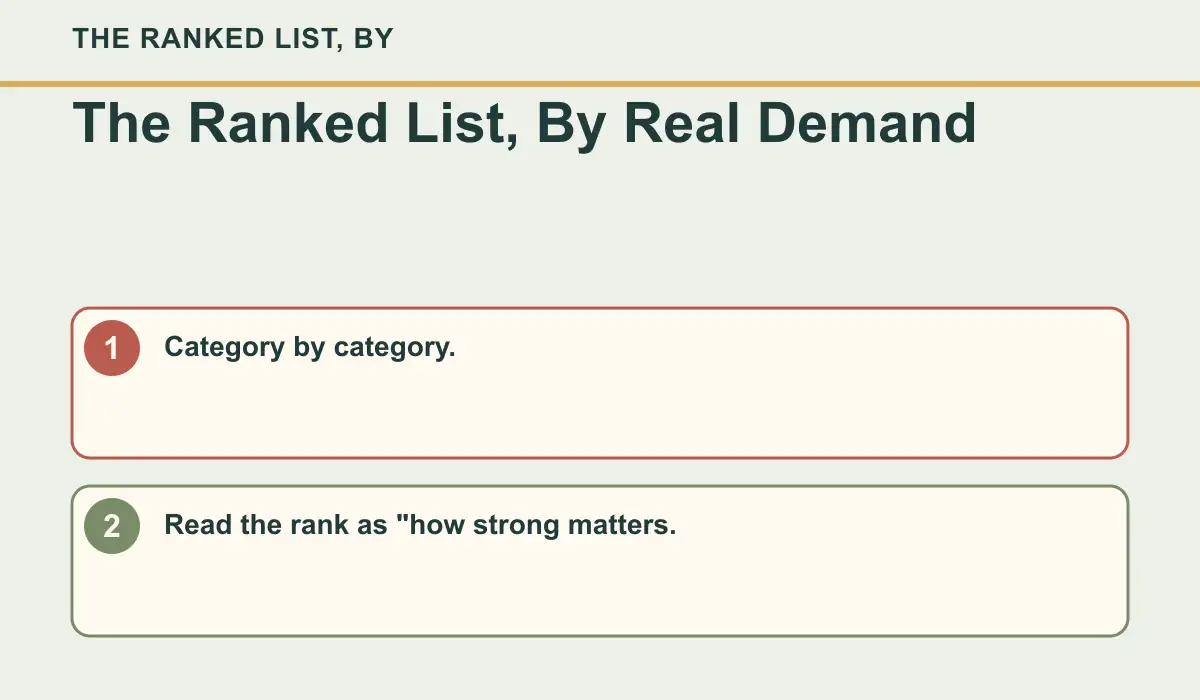 THE RANKED LIST, BY
The Ranked List, By Real Demand
1
Category by category.
2
Read the rank as "how strong matters.